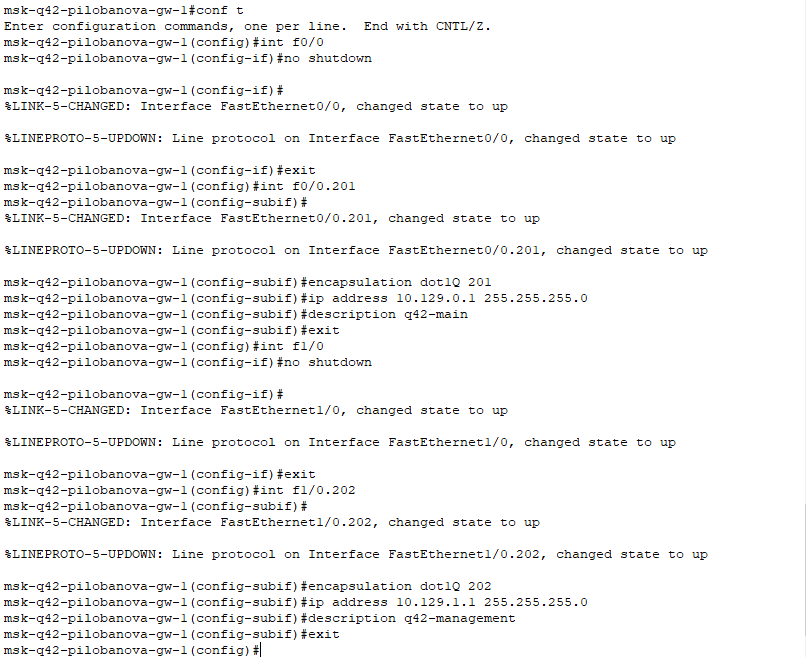 msk-q42-pilobanova-gw-1#conf t
Enter configuration commands, one per line.  End with CNTL/Z.
msk-q42-pilobanova-gw-1(config)#int f0/0
msk-q42-pilobanova-gw-1(config-if)#no shutdown
msk-q42-pilobanova-gw-1(config-if)#
%LINK-5-CHANGED: Interface FastEthernet0/0, changed state to up
%LINEPROTO-5-UPDOWN: Line protocol on Interface FastEthernet0/0, changed state to up
msk-q42-pilobanova-gw-1(config-if)#exit
msk-q42-pilobanova-gw-1(config)#int f0/0.201
msk-q42-pilobanova-gw-1(config-subif)#
%LINK-5-CHANGED: Interface FastEthernet0/0.201, changed state to up
%LINEPROTO-5-UPDOWN: Line protocol on Interface FastEthernet0/0.201, changed state to up
msk-q42-pilobanova-gw-1(config-subif)#encapsulation dot1Q 201
msk-q42-pilobanova-gw-1(config-subif)#ip address 10.129.0.1 255.255.255.0
msk-q42-pilobanova-gw-1(config-subif)#description q42-main
msk-q42-pilobanova-gw-1(config-subif)#exit
msk-q42-pilobanova-gw-1(config)#int f1/0
msk-q42-pilobanova-gw-1(config-if)#no shutdown
msk-q42-pilobanova-gw-1(config-if)#
%LINK-5-CHANGED: Interface FastEthernet1/0, changed state to up
%LINEPROTO-5-UPDOWN: Line protocol on Interface FastEthernet1/0, changed state to up
msk-q42-pilobanova-gw-1(config-if)#exit
msk-q42-pilobanova-gw-1(config)#int f1/0.202
msk-q42-pilobanova-gw-1(config-subif)#
%LINK-5-CHANGED: Interface FastEthernet1/0.202, changed state to up
%LINEPROTO-5-UPDOWN: Line protocol on Interface FastEthernet1/0.202, changed state to up
msk-q42-pilobanova-gw-1(config-subif)#encapsulation dot1Q 202
msk-q42-pilobanova-gw-1(config-subif)#ip address 10.129.1.1 255.255.255.0
msk-q42-pilobanova-gw-1(config-subif)#description q42-management
msk-q42-pilobanova-gw-1(config-subif)#exit
msk-q42-pilobanova-gw-1(config)#